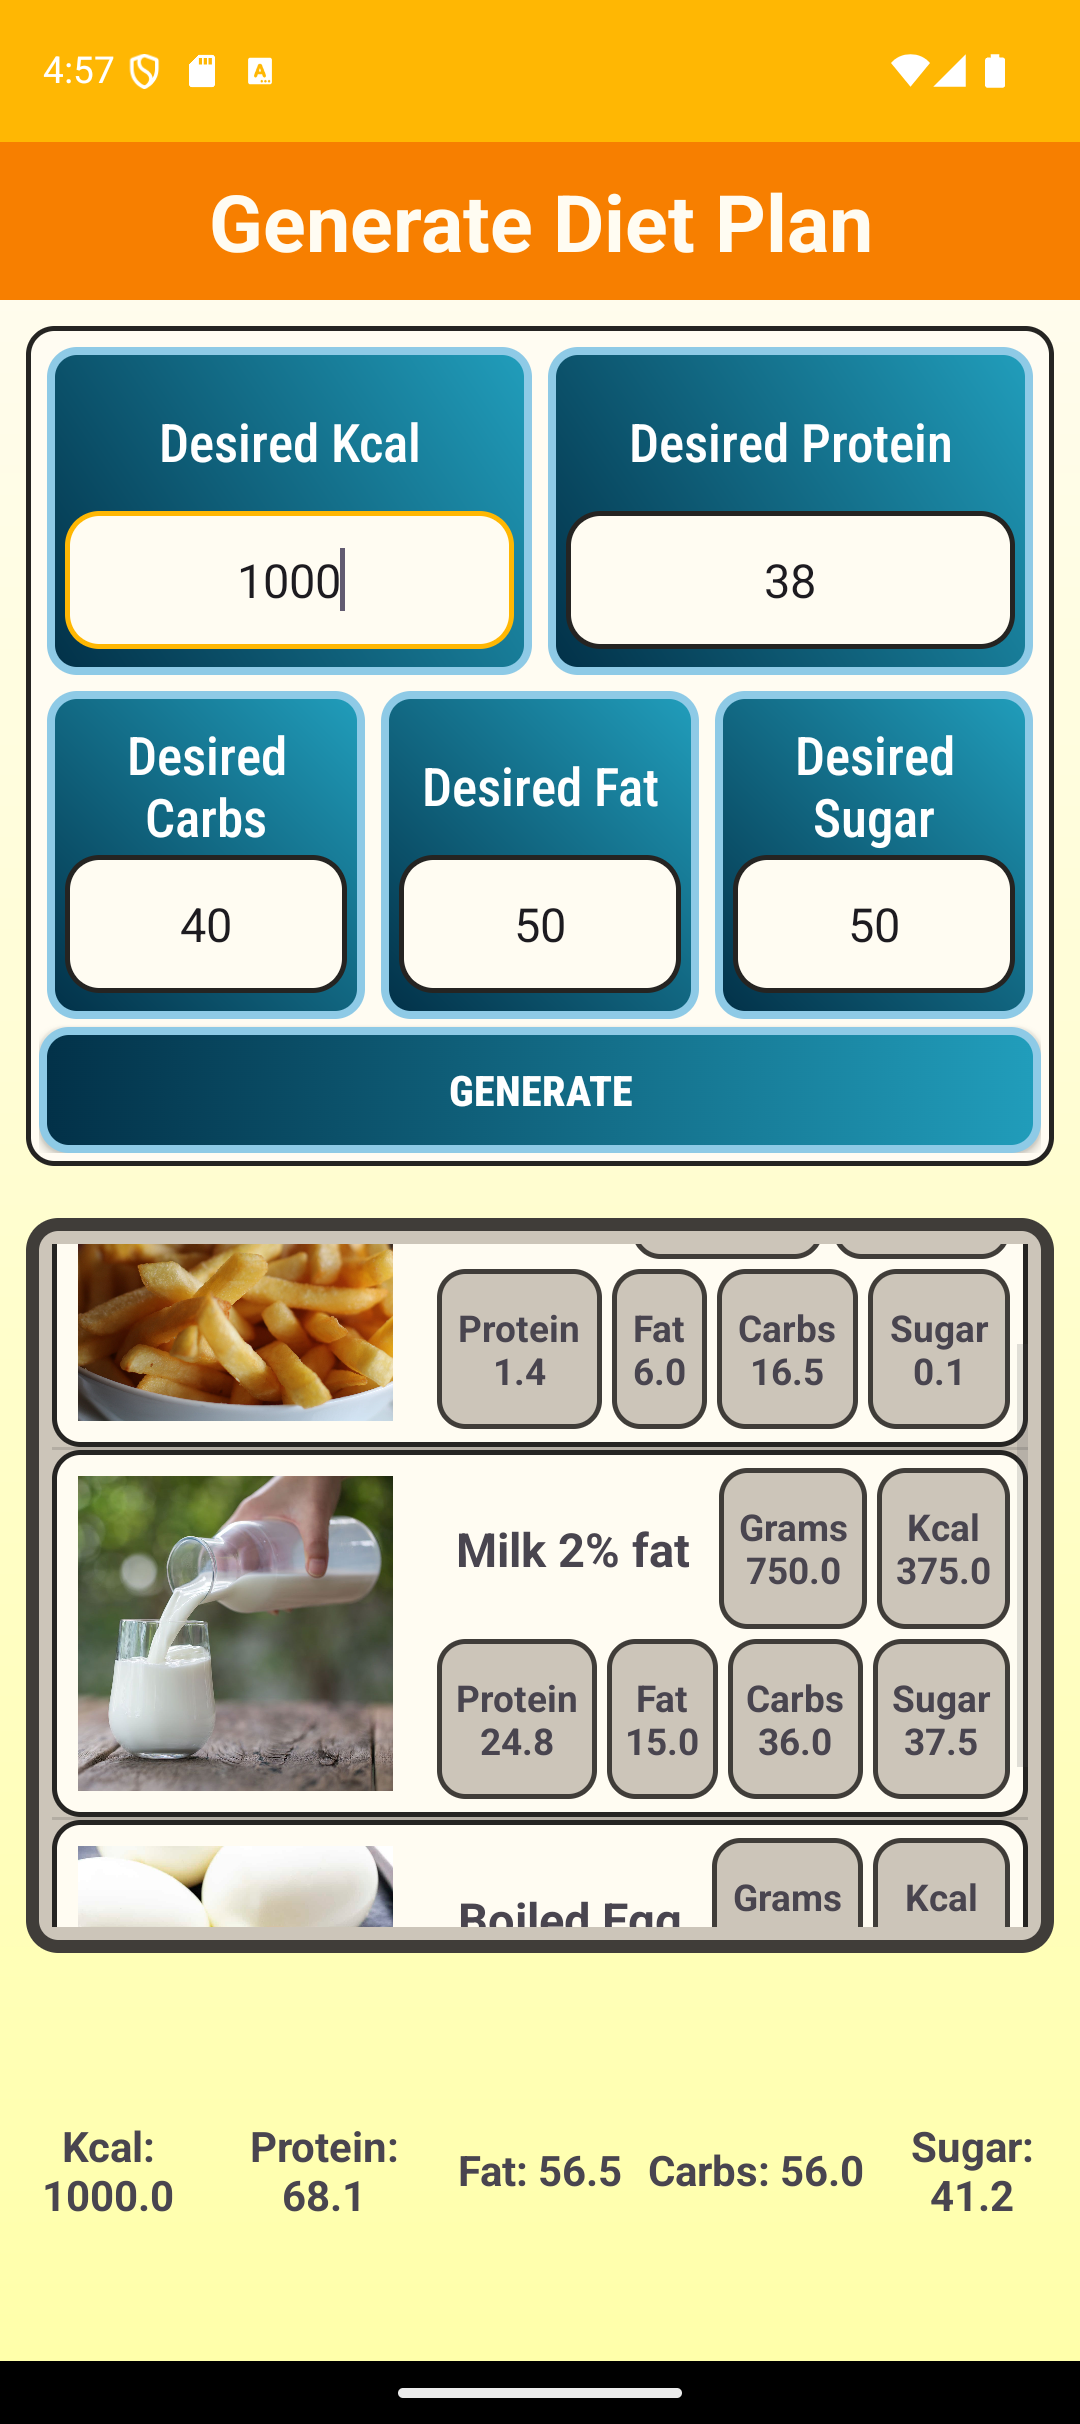 4:57
Generate Diet Plan
Desired Kcal
Desired Protein
1000
38
Desired
Carbs
Desired Fat
Desired
Sugar
40
50
50
GENERATE
Protein
1.4
Fat
6.0
Carbs
16.5
Sugar
0.1
Milk 2% fat
Grams
750.0
Kcal
375.0
Protein
24.8
Fat
15.0
Carbs
36.0
Sugar
37.5
Boiled Egg
Grams
Kcal
Kcal:
1000.0
Protein:
68.1
Fat: 56.5
Carbs: 56.0
Sugar:
41.2